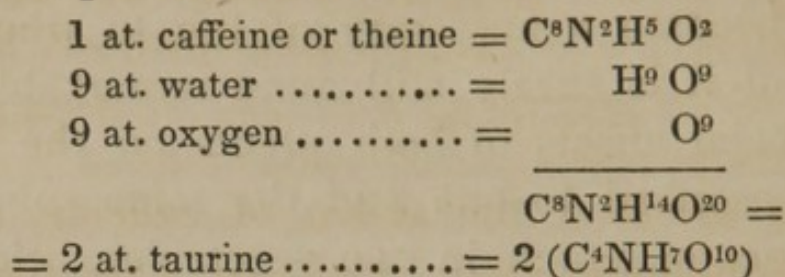 1 at. caffeine or theine = C⁸N²H⁵ O²
9 at. water ........... = H⁹ O⁹
9 at. oxygen .......... = O⁹
C⁸N²H¹⁴O²⁰ =
= 2 at. taurine .......... = 2 (C⁴NH⁷O¹⁰)